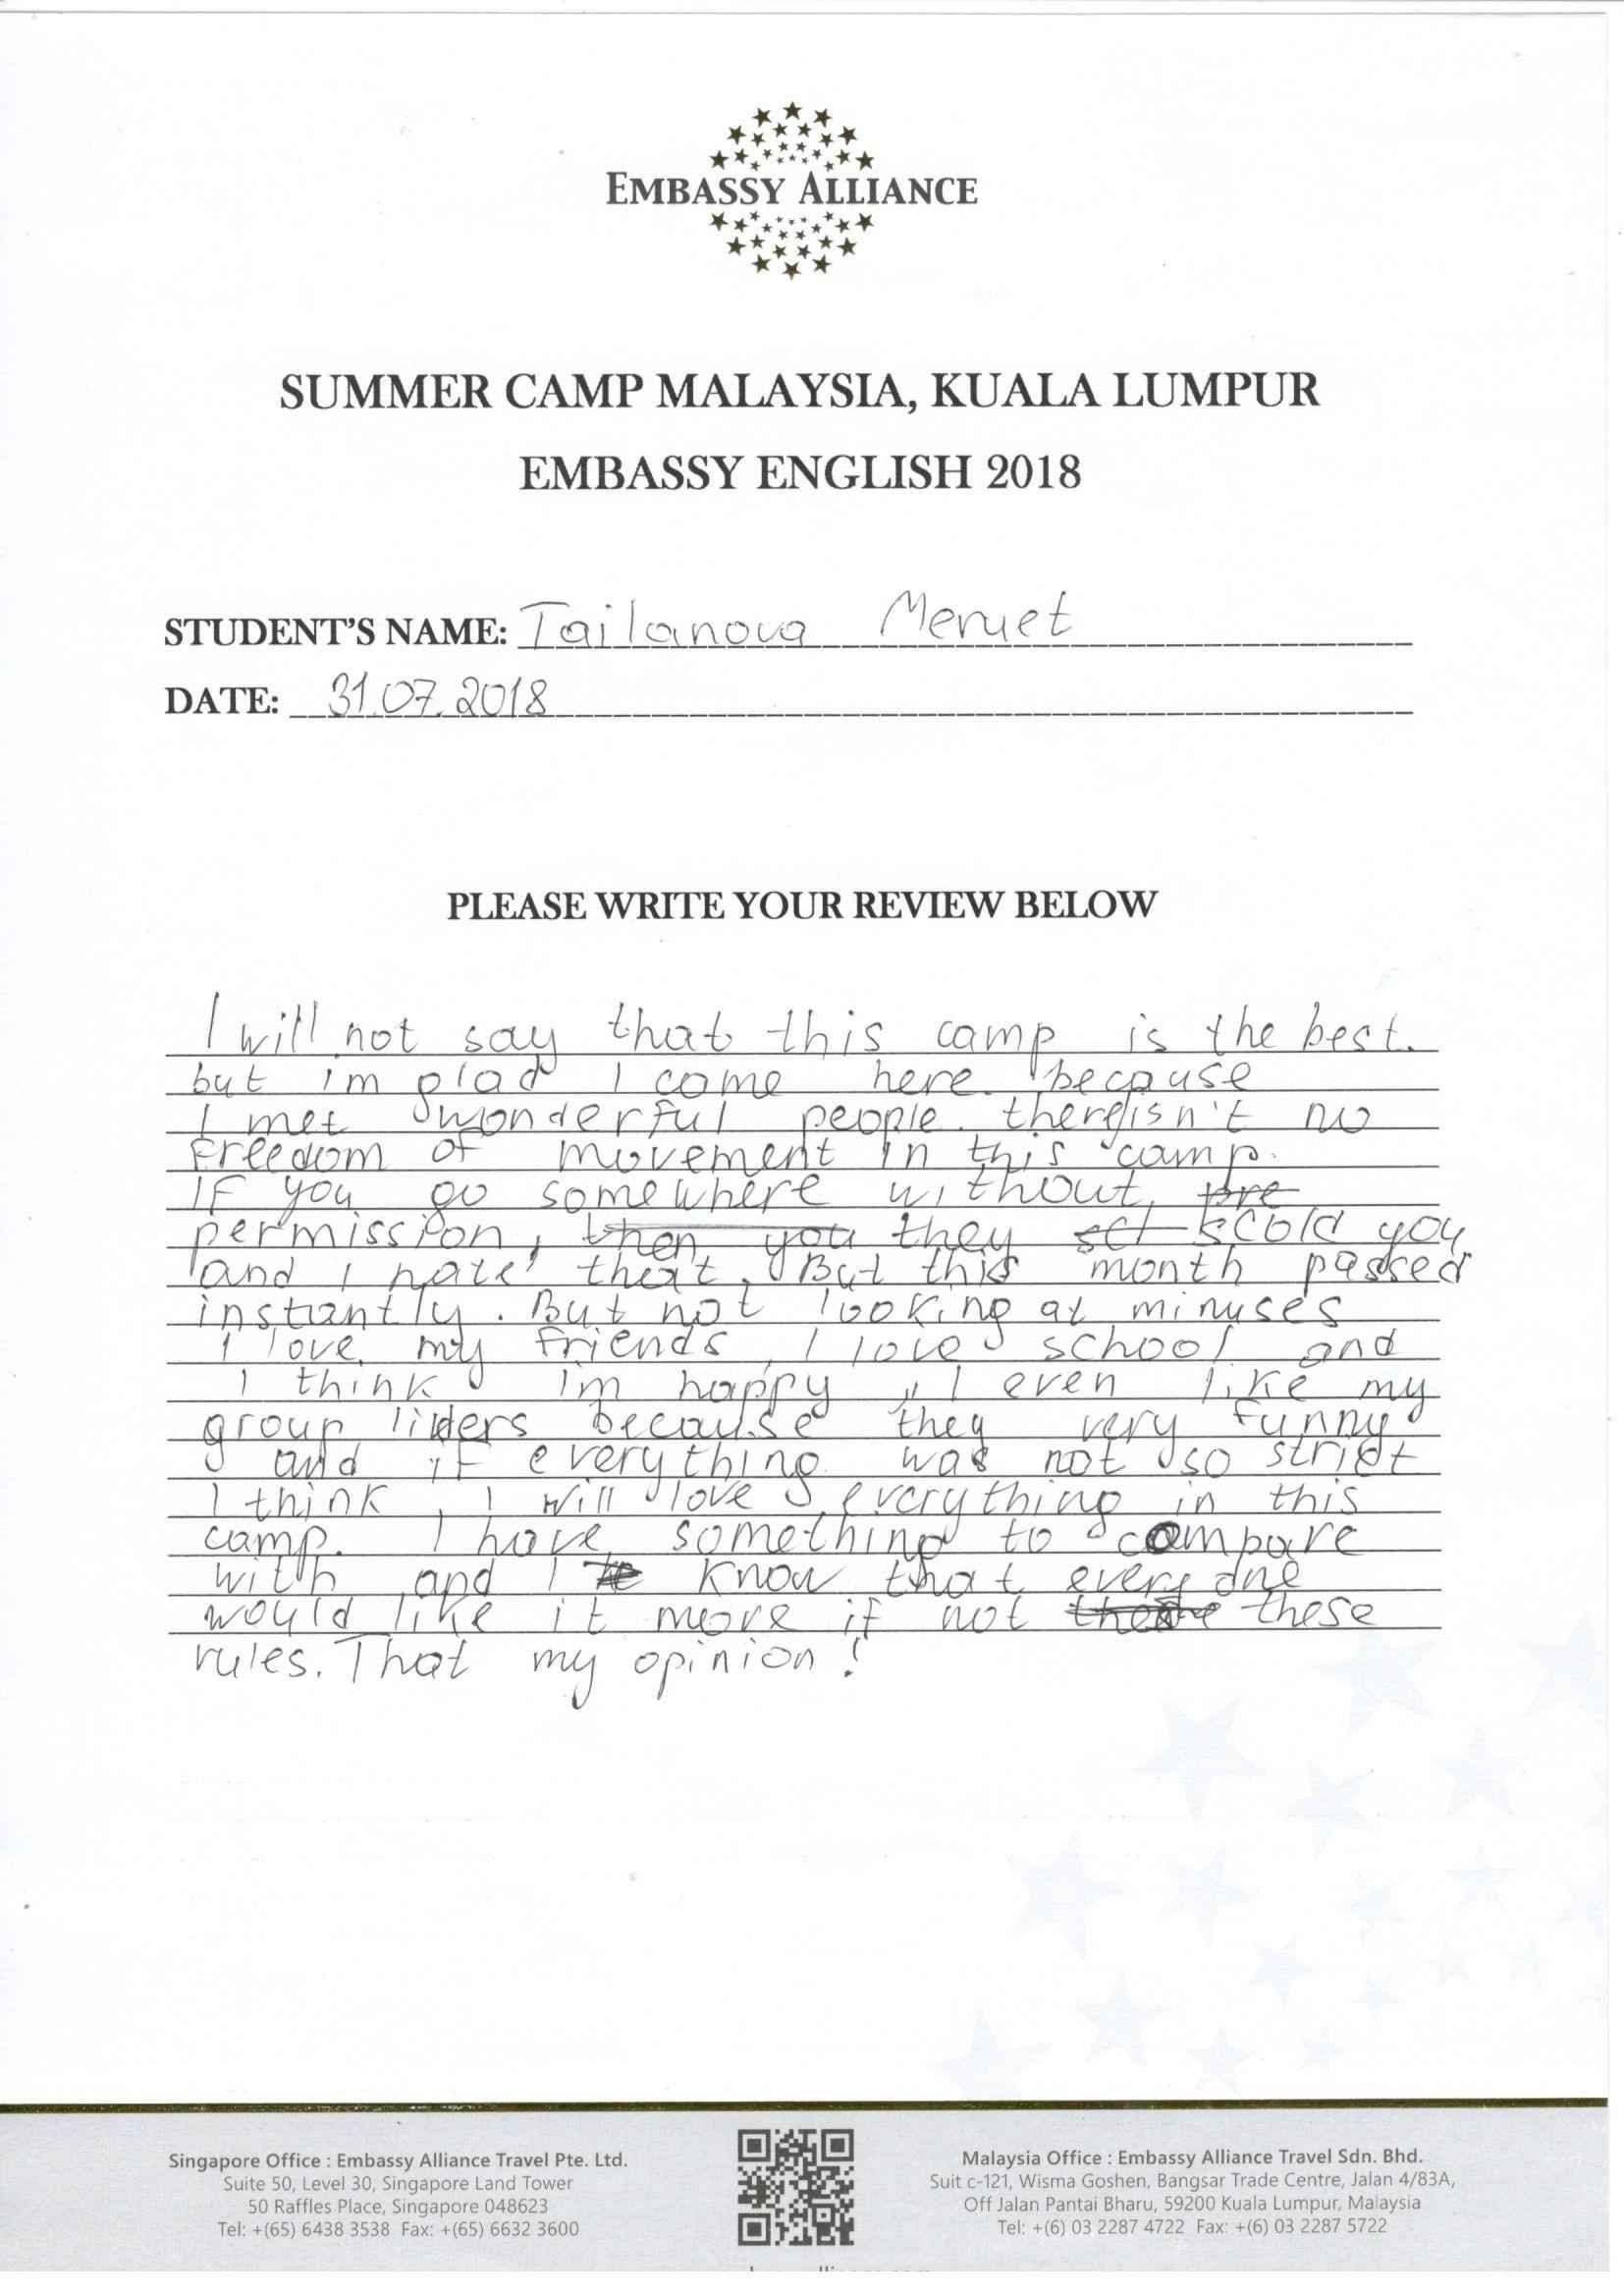 EMBASSY ALLIANCE
SUMMER CAMP MALAYSIA, KUALA LUMPUR
EMBASSY ENGLISH 2018
STUDENT'S NAME: Tailanova Meruet
DATE: 31.07.2018
PLEASE WRITE YOUR REVIEW BELOW
I will not say that this camp is the best.
but im glad I come here because
I met wonderful people. there isn't no
freedom of movement in this camp.
If you go somewhere without pre
permission, then you they sct scold you
and I hate that. But this month passed
instantly. But not looking at minuses
I love my friends, I love school and
I think im happy, I even like my
group liders because they very funny
and if everything was not so strict
I think, I will love everything in this
camp. I have something to compare
with and I know that every one
would like it more if not these
rules. That my opinion!
Singapore Office : Embassy Alliance Travel Pte. Ltd.
Suite 50, Level 30, Singapore Land Tower
50 Raffles Place, Singapore 048623
Tel: +(65) 6438 3538 Fax: +(65) 6632 3600
Malaysia Office : Embassy Alliance Travel Sdn. Bhd.
Suit c-121, Wisma Goshen, Bangsar Trade Centre, Jalan 4/83A,
Off Jalan Pantai Bharu, 59200 Kuala Lumpur, Malaysia
Tel: +(6) 03 2287 4722 Fax: +(6) 03 2287 5722